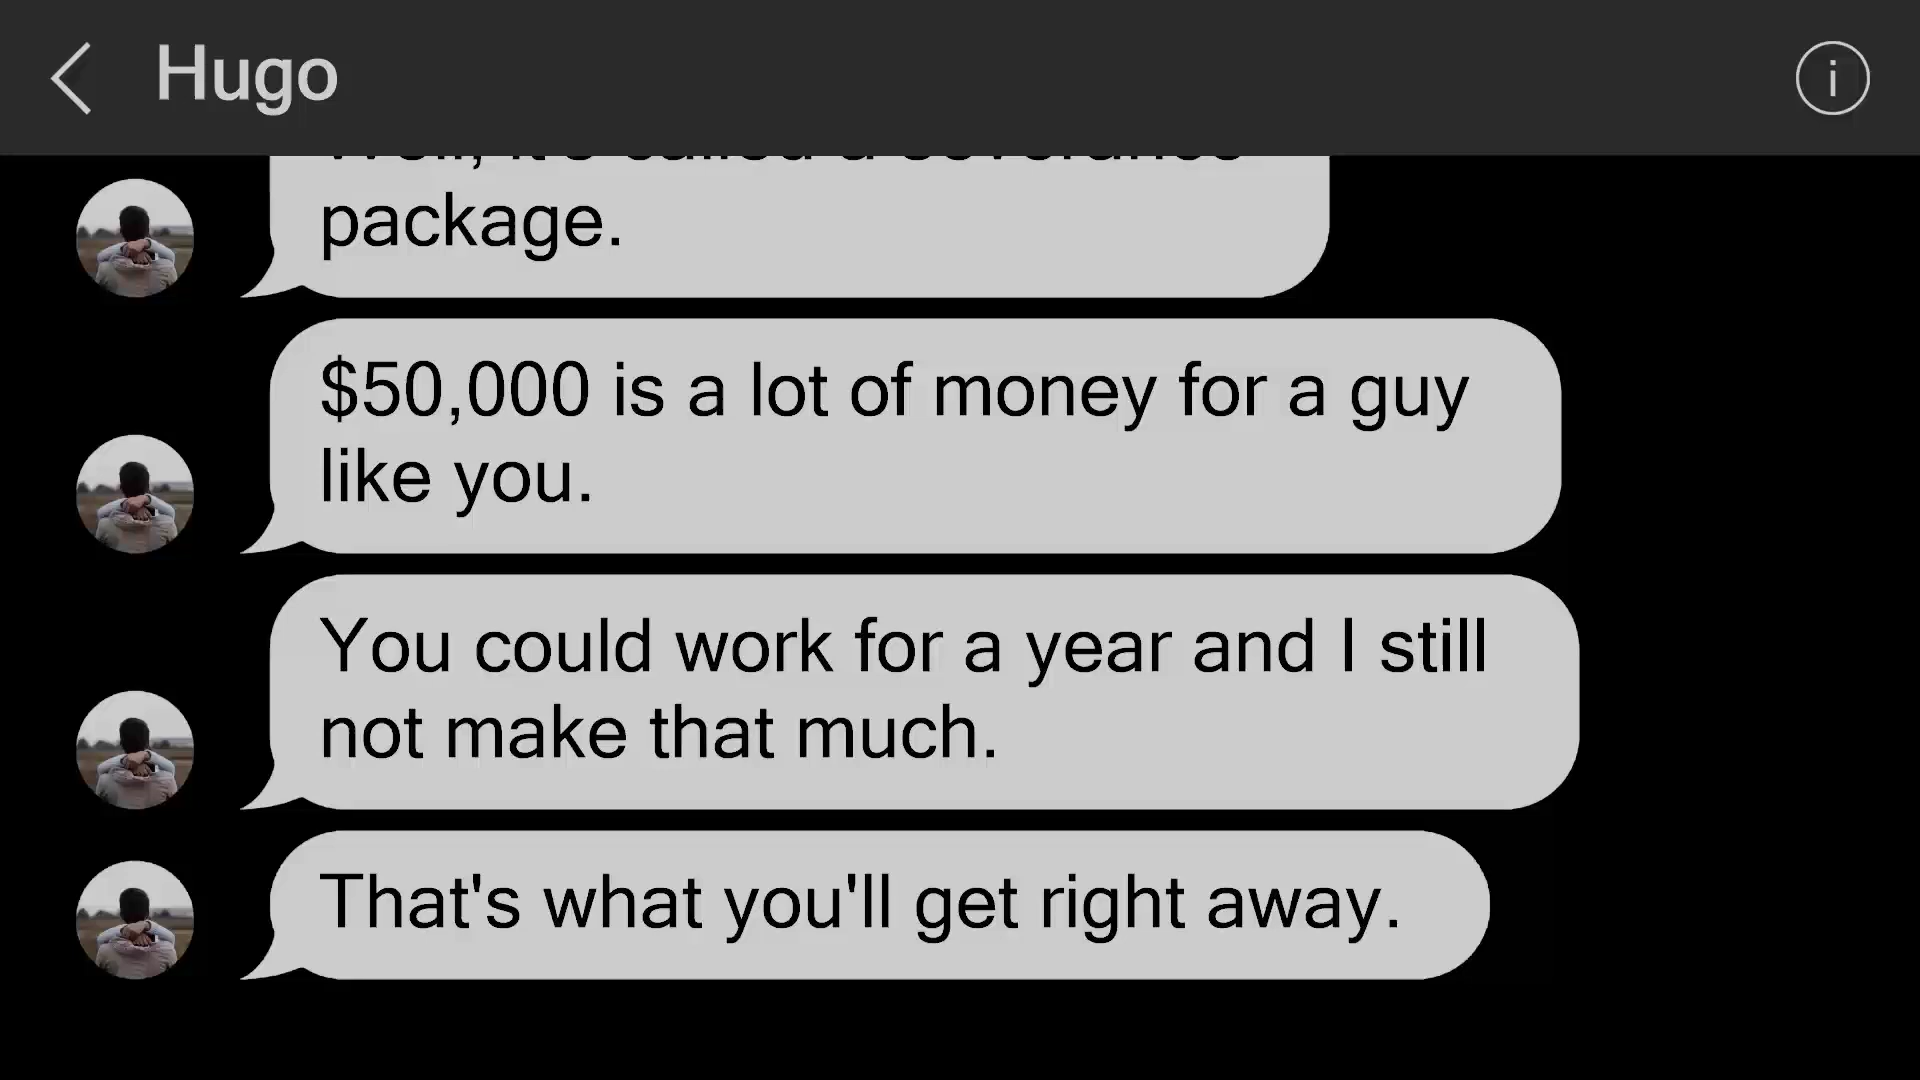 Hugo
package.
$50,000 is a lot of money for a guy
like you.
You could work for a year and I still
not make that much.
That's what you'll get right away.